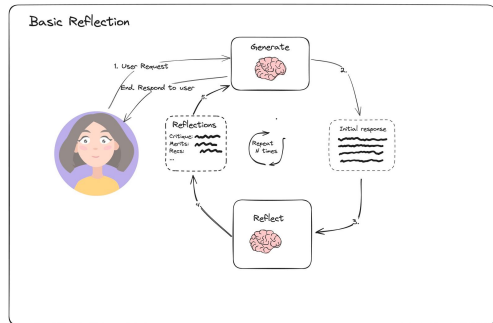 Basic Reflection
Generate
1. User Request
2.
End. Respond to user
5.
Reflections
Critique:
Merits:
Recs:
...
Repeat
N times
Initial response
Reflect
4.
3.